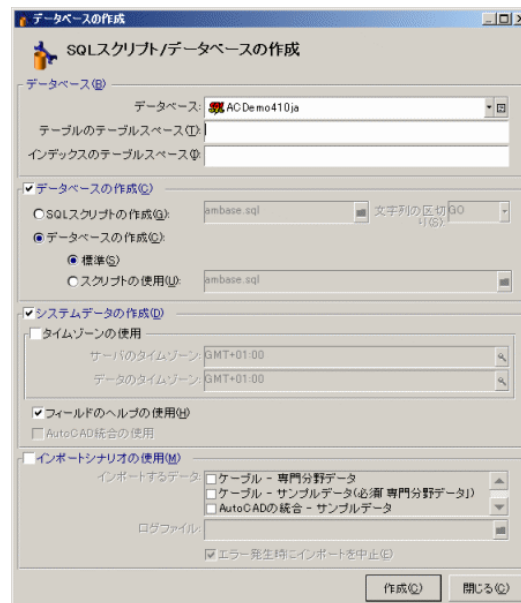 データベースの作成
SQLスクリプト/データベースの作成
データベース(B)
データベース: ACDemo410ja
テーブルのテーブルスペース(T):
インデックスのテーブルスペース(I):
データベースの作成(C)
SQLスクリプトの作成(G): ambase.sql 文字列の区切り(S): GO
データベースの作成(C):
標準(S)
スクリプトの使用(U): ambase.sql
システムデータの作成(D)
タイムゾーンの使用
サーバのタイムゾーン: GMT+01:00
データのタイムゾーン: GMT+01:00
フィールドのヘルプの使用(H)
AutoCAD統合の使用
インポートシナリオの使用(M)
インポートするデータ: ケーブル - 専門分野データ
ケーブル - サンプルデータ(必須「専門分野データ」)
AutoCADの統合 - サンプルデータ
ログファイル:
エラー発生時にインポートを中止(E)
作成(C) 閉じる(C)